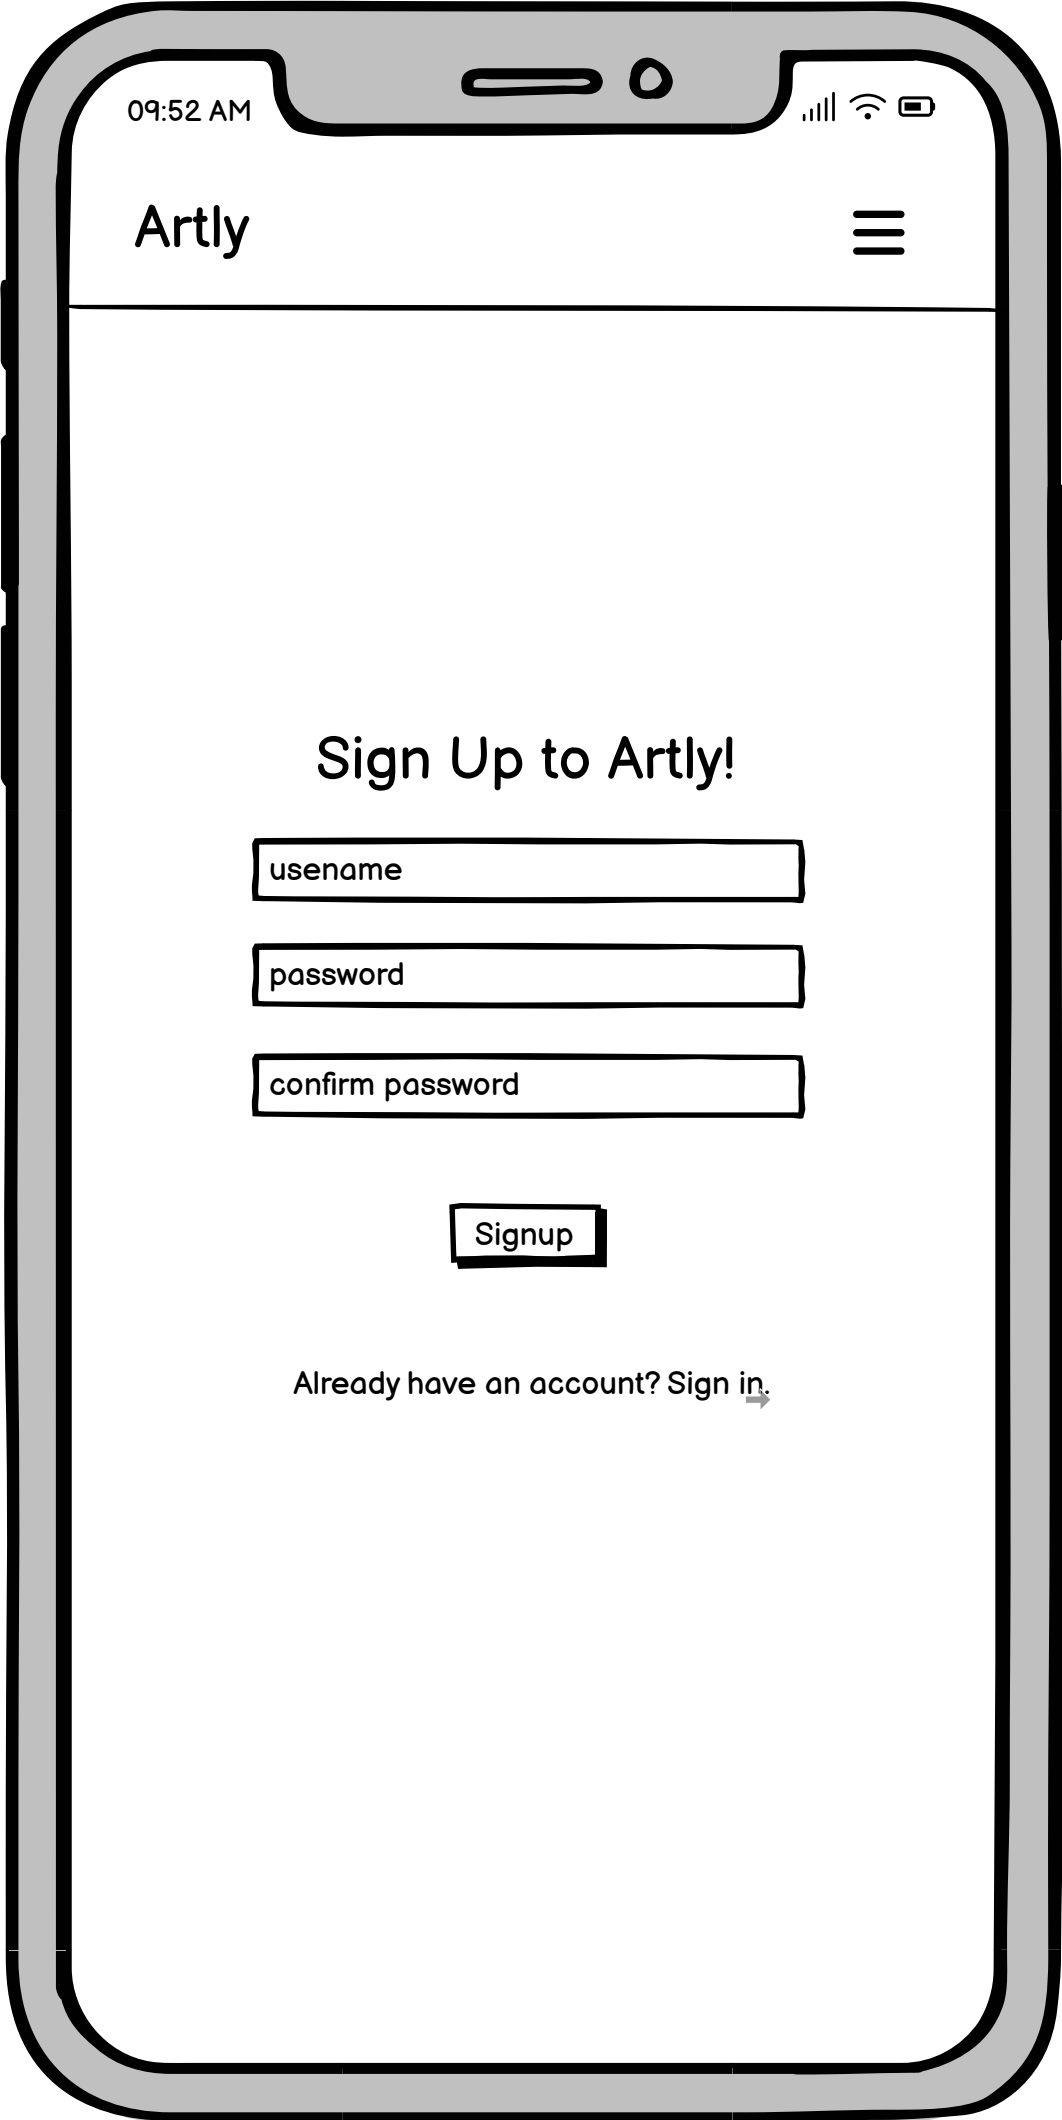 09:52 AM
Artly
Sign Up to Artly!
usename
password
confirm password
Signup
Already have an account? Sign in.